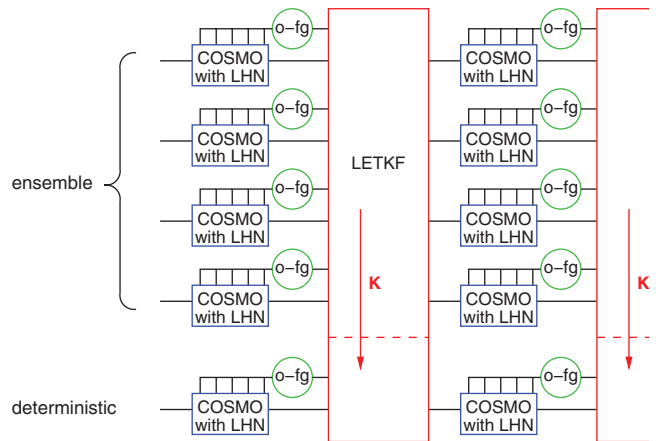 o–fg o–fg
COSMO COSMO
with LHN with LHN
o–fg o–fg
COSMO COSMO
with LHN with LHN
LETKF
ensemble
o–fg o–fg
COSMO COSMO
with LHN with LHN
o–fg o–fg
K K
COSMO COSMO
with LHN with LHN
o–fg o–fg
deterministic
COSMO COSMO
with LHN with LHN